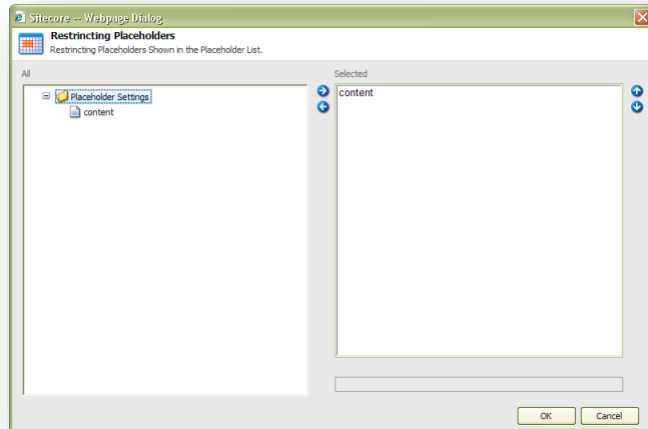 Sitecore -- Webpage Dialog
Restrincting Placeholders
Restrincting Placeholders Shown in the Placeholder List.
All
Selected
Placeholder Settings
content
content
OK
Cancel